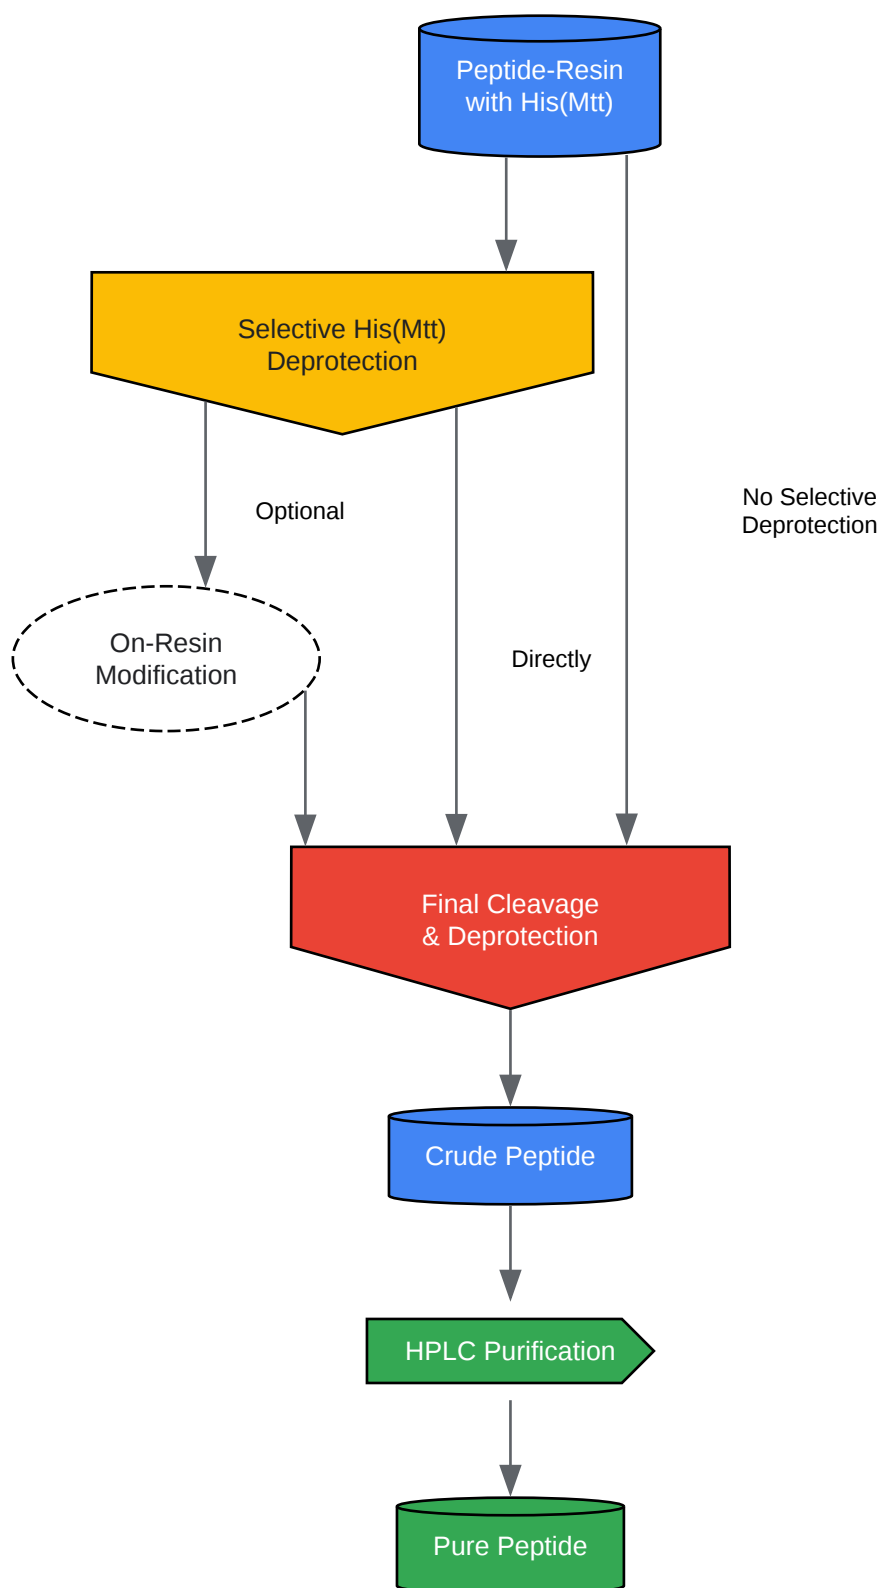 Peptide-Resin
with His(Mtt)
Selective His(Mtt)
Deprotection
Optional
No Selective
Deprotection
On-Resin
Modification
Directly
Final Cleavage
& Deprotection
Crude Peptide
HPLC Purification
Pure Peptide